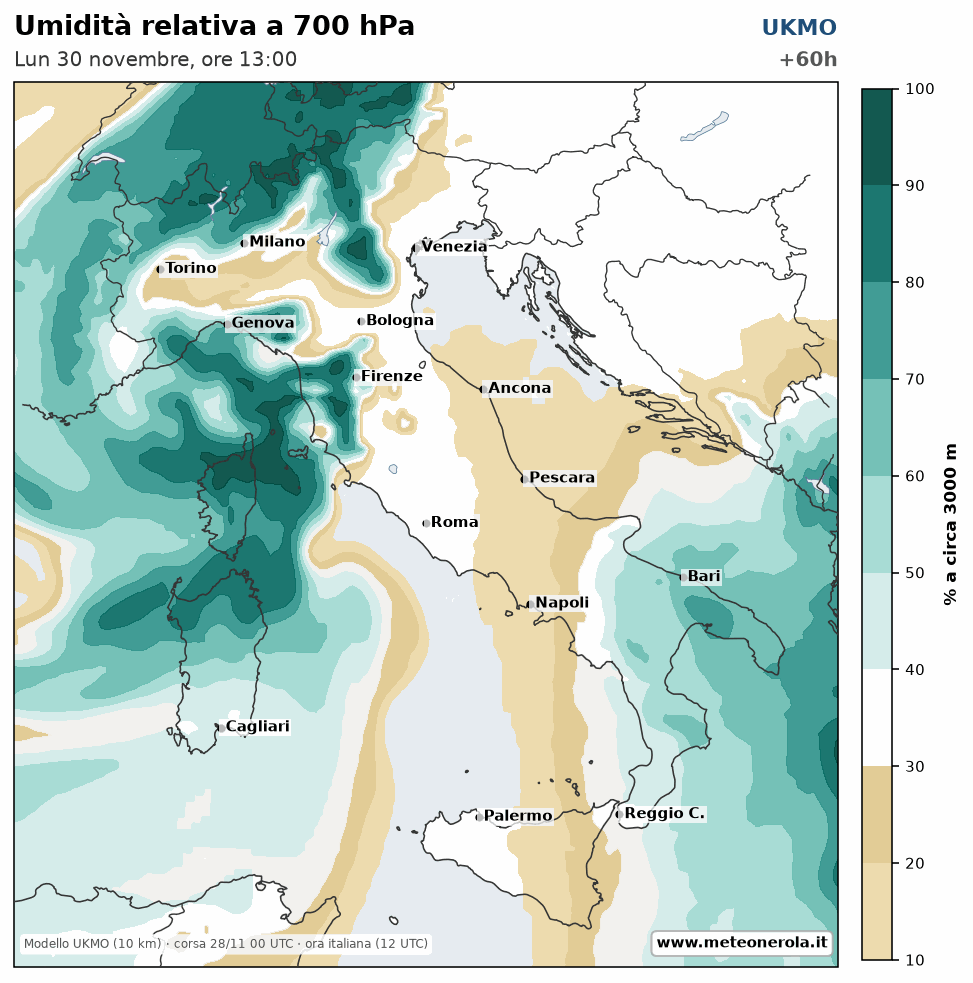 Umidità relativa a 700 hPa
UKMO
Lun 30 novembre, ore 13:00
+60h
100
90
80
70
60
50
40
30
20
10
% a circa 3000 m
Milano
Venezia
Torino
Genova
Bologna
Firenze
Ancona
Pescara
Roma
Bari
Napoli
Cagliari
Palermo
Reggio C.
Modello UKMO (10 km) · corsa 28/11 00 UTC · ora italiana (12 UTC)
www.meteonerola.it